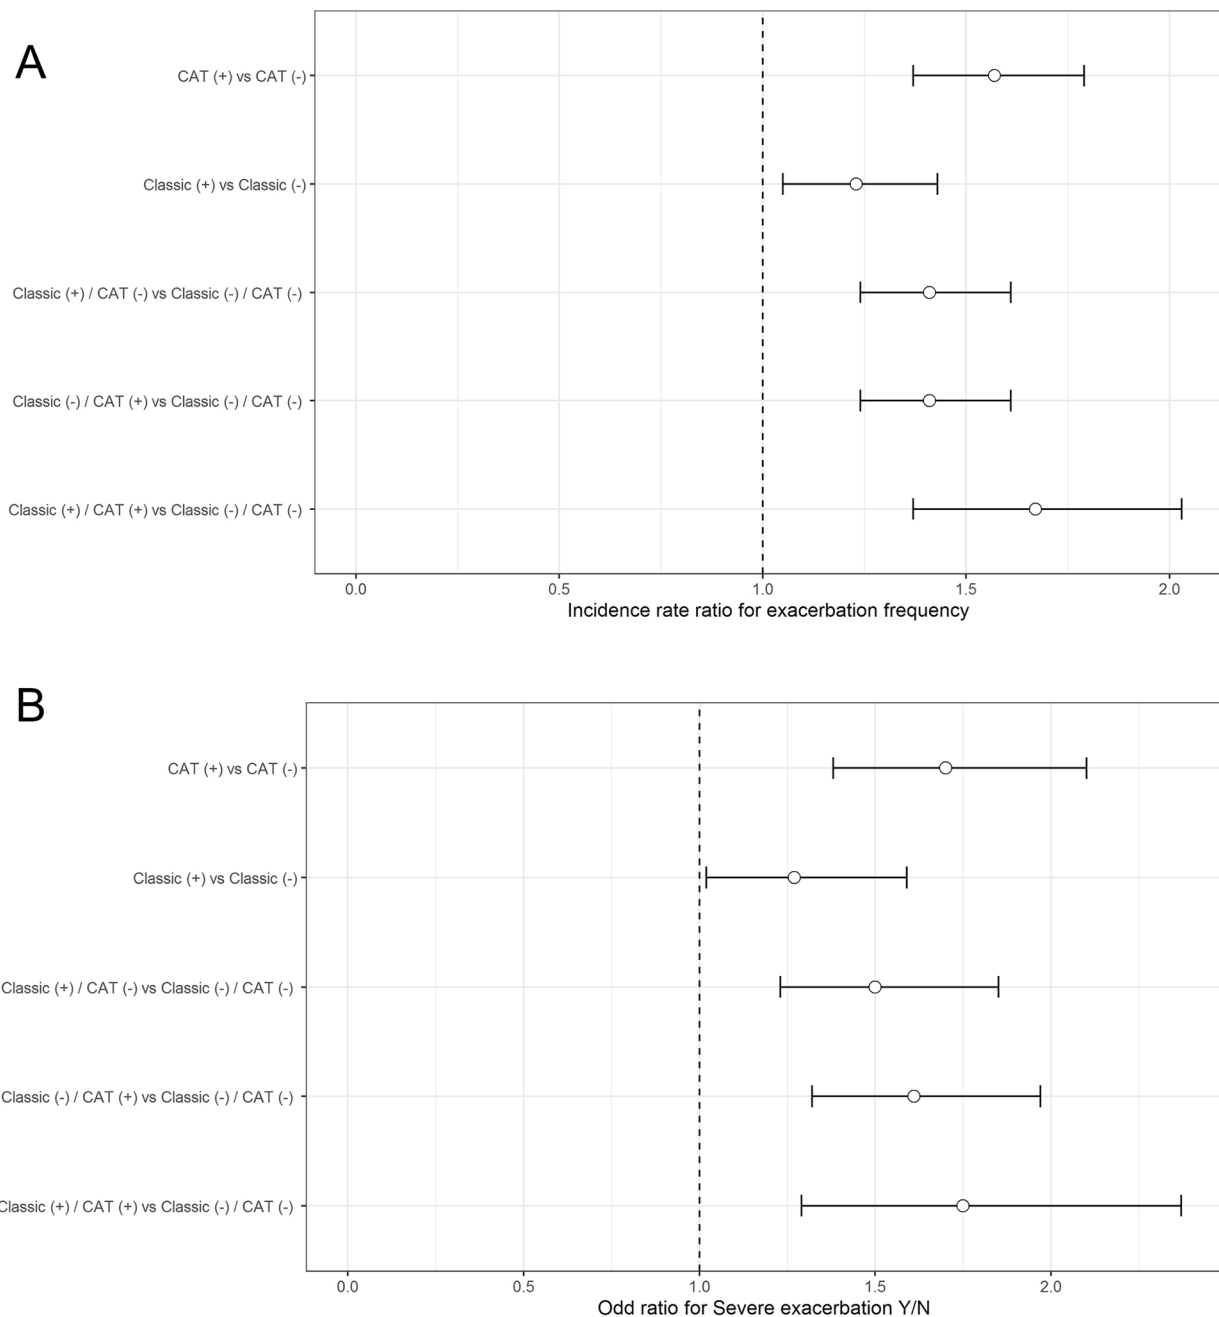 A
CAT (+) vs CAT (-)
Classic (+) vs Classic (-)
Classic (+) / CAT (-) vs Classic (-) / CAT (-)
Classic (-) / CAT (+) vs Classic (-) / CAT (-)
Classic (+) / CAT (+) vs Classic (-) / CAT (-)
0.0 0.5 1.0 1.5 2.0
Incidence rate ratio for exacerbation frequency
B
CAT (+) vs CAT (-)
Classic (+) vs Classic (-)
Classic (+) / CAT (-) vs Classic (-) / CAT (-)
Classic (-) / CAT (+) vs Classic (-) / CAT (-)
Classic (+) / CAT (+) vs Classic (-) / CAT (-)
0.0 0.5 1.0 1.5 2.0
Odd ratio for Severe exacerbation Y/N